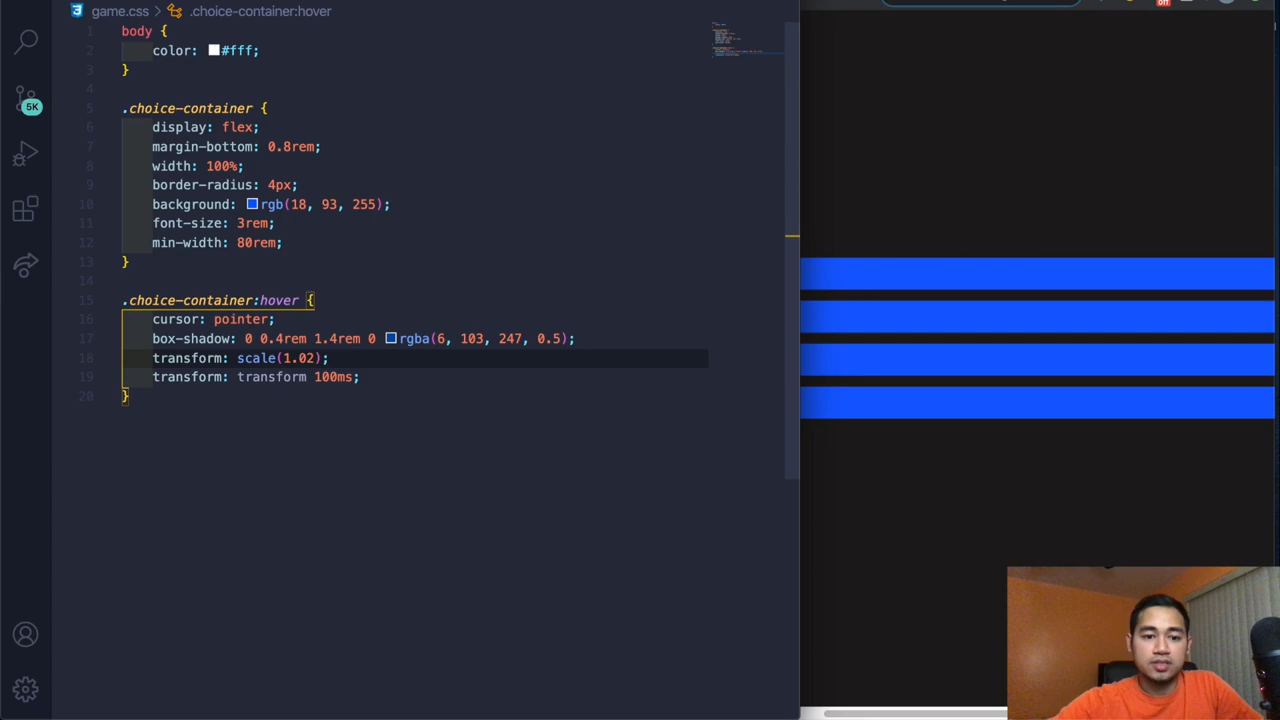 game.css > .choice-container:hover
1 body {
2 color: #fff;
3 }
4
5 .choice-container {
6 display: flex;
7 margin-bottom: 0.8rem;
8 width: 100%;
9 border-radius: 4px;
10 background: rgb(18, 93, 255);
11 font-size: 3rem;
12 min-width: 80rem;
13 }
14
15 .choice-container:hover {
16 cursor: pointer;
17 box-shadow: 0 0.4rem 1.4rem 0 rgba(6, 103, 247, 0.5);
18 transform: scale(1.02);
19 transform: transform 100ms;
20 }
5K
off